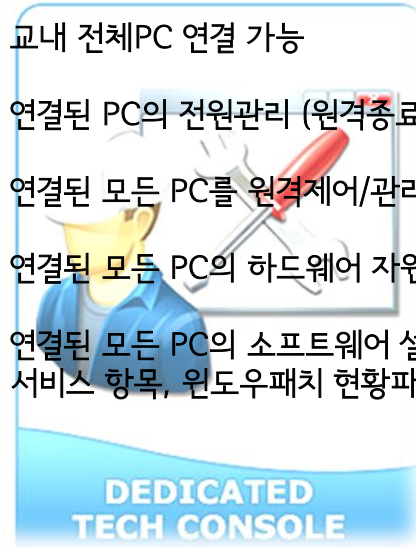 교내 전체PC 연결 가능
연결된 PC의 전원관리 (원격종료
연결된 모든 PC를 원격제어/관리
연결된 모든 PC의 하드웨어 자원
연결된 모든 PC의 소프트웨어 설
서비스 항목, 윈도우패치 현황파
DEDICATED
TECH CONSOLE